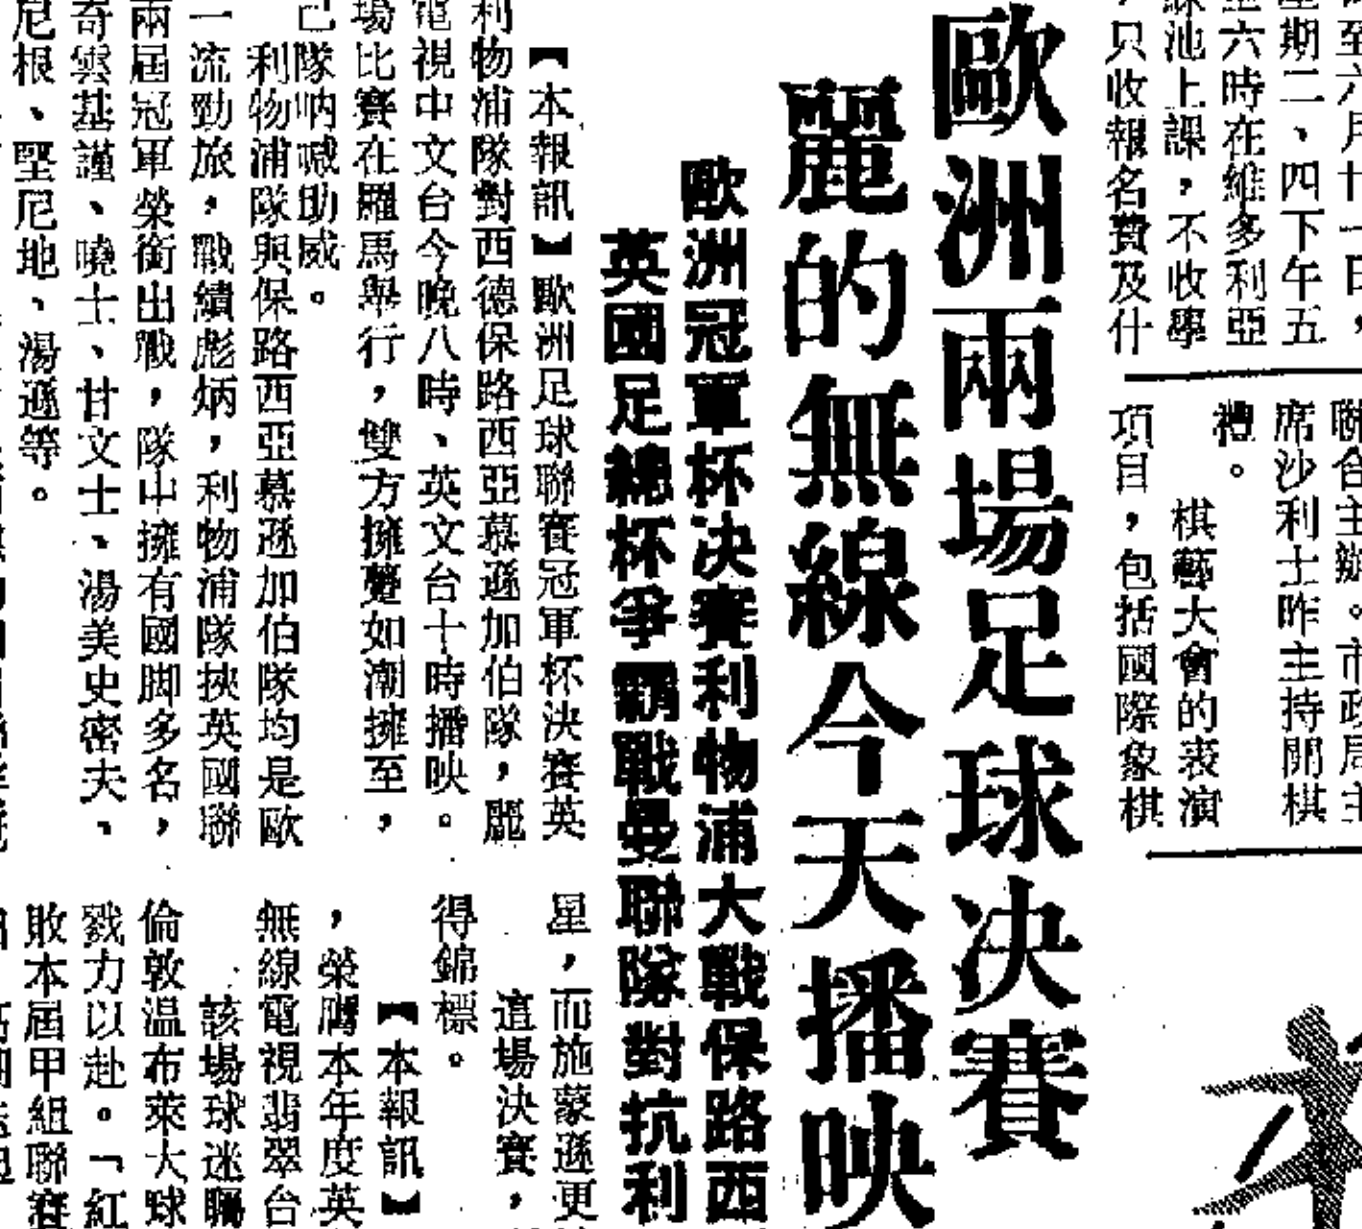 至六月廿一日，
期二、四下午五
六時在維多利亞
池上課，不收學
只收報名費及什
聯合主辦。市政局主
席沙利士昨主持開棋
禮。
棋藝大會的表演
項目，包括國際象棋
歐洲兩場足球決賽
麗的無線今天播映
歐洲冠軍杯決賽利物浦大戰保路西
英國足總杯爭霸戰曼聯隊對抗利
【本報訊】歐洲足球聯賽冠軍杯決賽英
利物浦隊對西德保路西亞慕遜加伯隊，麗
電視中文台今晚八時、英文台十時播映。
場比賽在羅馬舉行，雙方擁躉如潮擁至，
己隊吶喊助威。
利物浦隊與保路西亞慕遜加伯隊均是歐
一流勁旅，戰績彪炳，利物浦隊挾英國聯
兩屆冠軍榮銜出戰，隊中擁有國脚多名，
奇雲基謹、曉士、甘文士、湯美史密夫、
尼根、堅尼地、湯遜等。
星，而施蒙遜更
這場決賽，
得錦標。
【本報訊】
，榮膺本年度英
無線電視翡翠台
該場球迷矚
倫敦温布萊大球
戮力以赴。「紅
敗本屆甲組聯賽